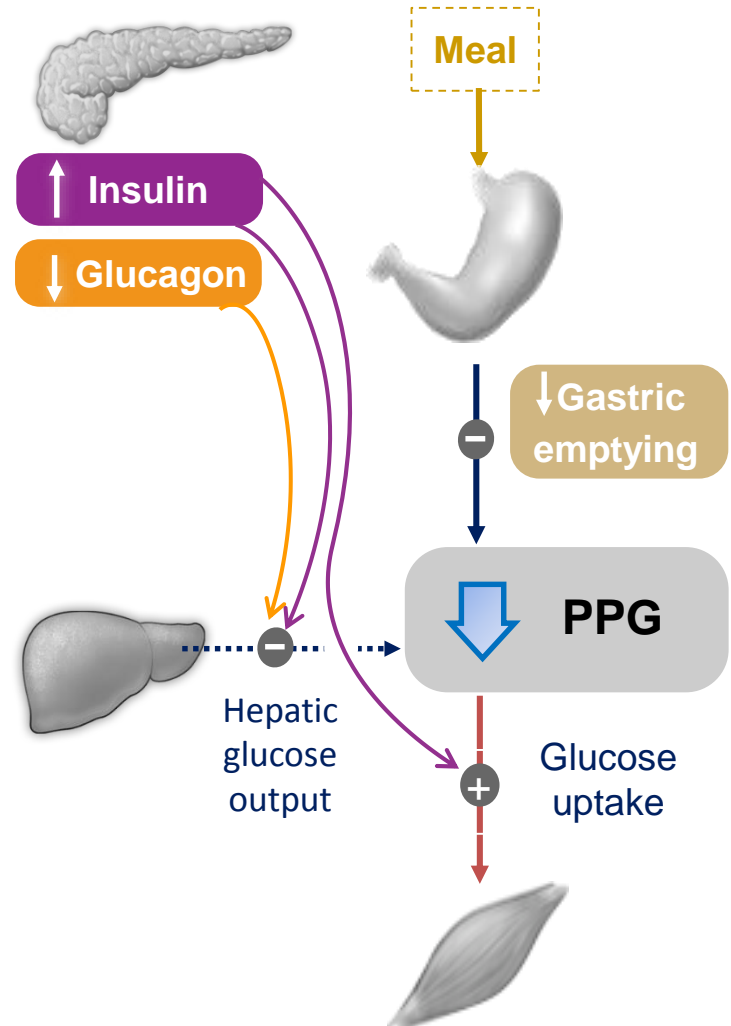 Meal
↑ Insulin
↓ Glucagon
↓Gastric
emptying
−
PPG
−
Hepatic
glucose
output
Glucose
uptake
+